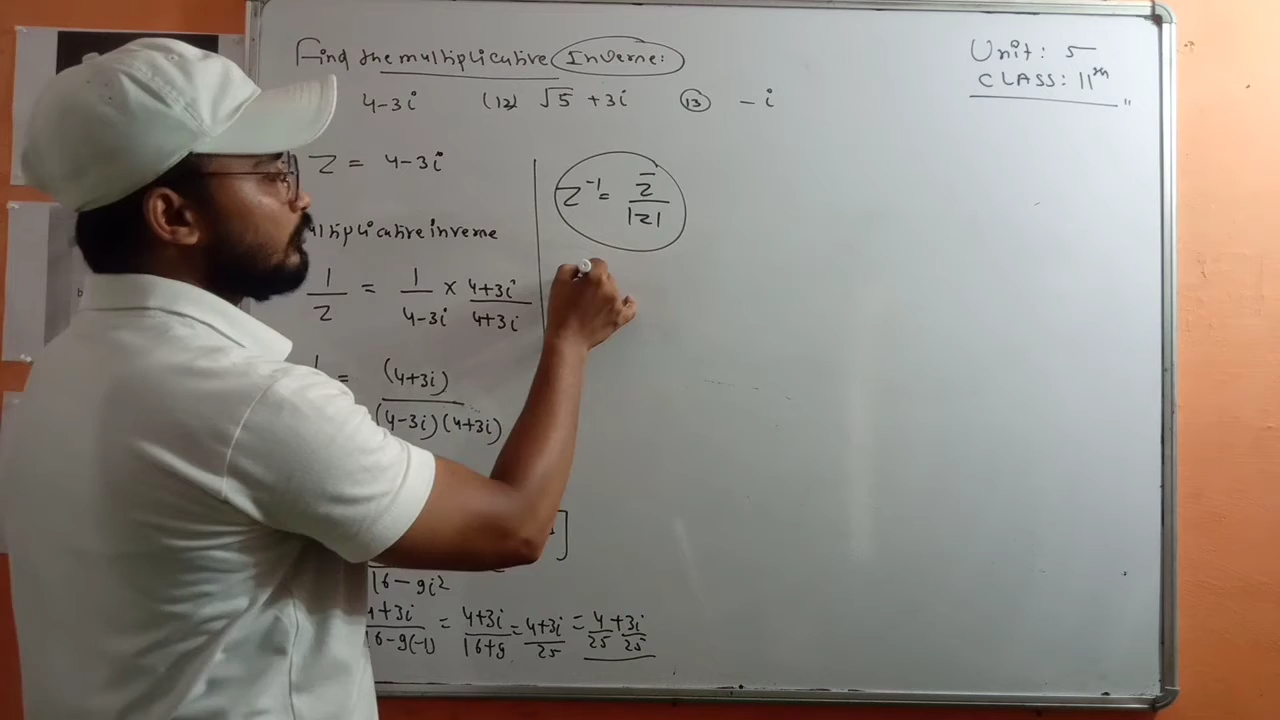 Find the multiplicative Inverne:
Unit: 5
CLASS: 11th
4-3i (12) √5 +3i (13) -i
Z = 4-3i
z⁻¹ = z̄/|z|
ultiplicative inverne
1/z = 1/(4-3i) × (4+3i)/(4+3i)
= (4+3i)/((4-3i)(4+3i))
16-9i²
4+3i/16-9(-1) = 4+3i/16+9 = 4+3i/25 = 4/25 + 3i/25